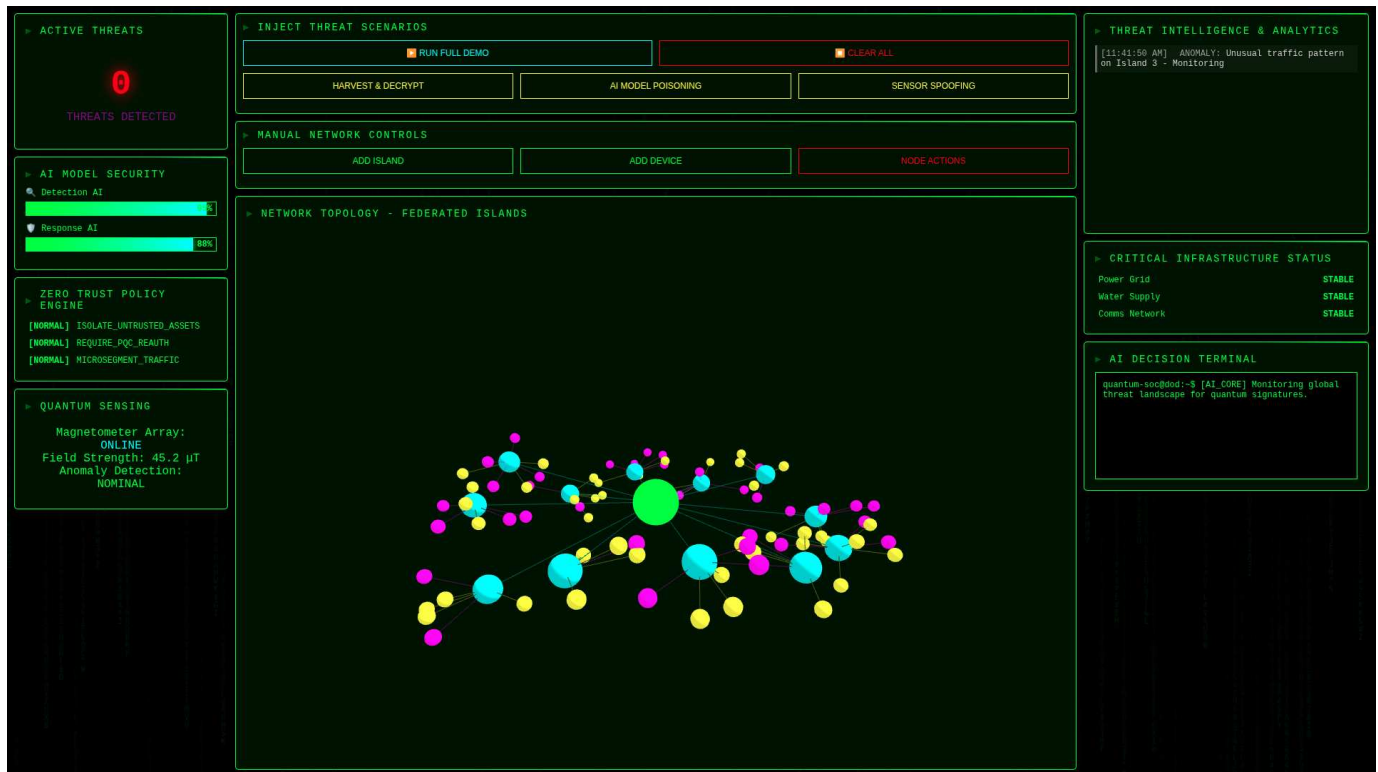 ACTIVE THREATS
0
THREATS DETECTED
AI MODEL SECURITY
Detection AI
%
Response AI
88%
ZERO TRUST POLICY
ENGINE
[NORMAL] ISOLATE_UNTRUSTED_ASSETS
[NORMAL] REQUIRE_PQC_REAUTH
[NORMAL] MICROSEGMENT_TRAFFIC
QUANTUM SENSING
Magnetometer Array:
ONLINE
Field Strength: 45.2 µT
Anomaly Detection:
NOMINAL
INJECT THREAT SCENARIOS
▶️ RUN FULL DEMO
⏹️ CLEAR ALL
HARVEST & DECRYPT
AI MODEL POISONING
SENSOR SPOOFING
MANUAL NETWORK CONTROLS
ADD ISLAND
ADD DEVICE
NODE ACTIONS
NETWORK TOPOLOGY - FEDERATED ISLANDS
THREAT INTELLIGENCE & ANALYTICS
[11:41:50 AM] ANOMALY: Unusual traffic pattern
on Island 3 - Monitoring
CRITICAL INFRASTRUCTURE STATUS
Power Grid STABLE
Water Supply STABLE
Comms Network STABLE
AI DECISION TERMINAL
quantum-soc@dod:~$ [AI_CORE] Monitoring global
threat landscape for quantum signatures.